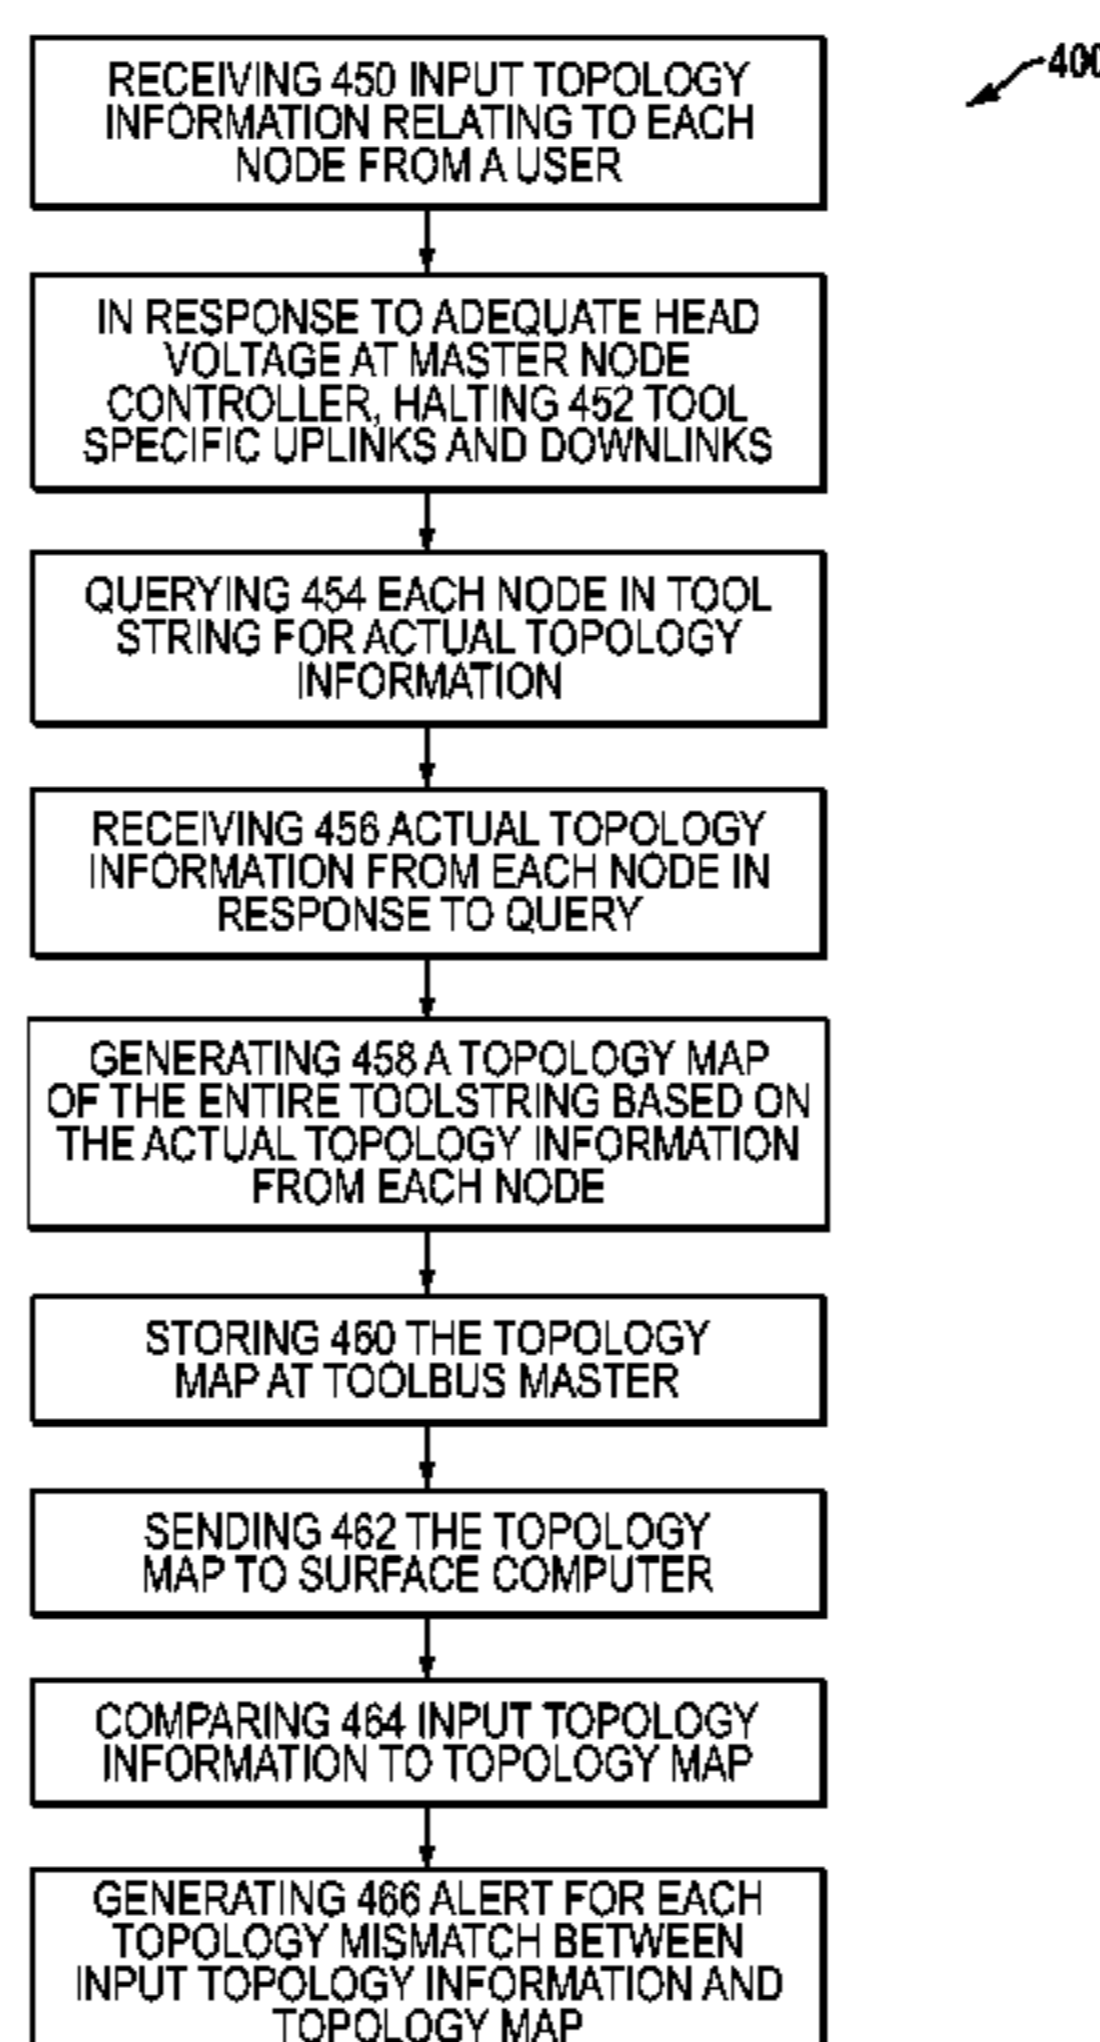 400
RECEIVING 450 INPUT TOPOLOGY
INFORMATION RELATING TO EACH
NODE FROM A USER
IN RESPONSE TO ADEQUATE HEAD
VOLTAGE AT MASTER NODE
CONTROLLER, HALTING 452 TOOL
SPECIFIC UPLINKS AND DOWNLINKS
QUERYING 454 EACH NODE IN TOOL
STRING FOR ACTUAL TOPOLOGY
INFORMATION
RECEIVING 456 ACTUAL TOPOLOGY
INFORMATION FROM EACH NODE IN
RESPONSE TO QUERY
GENERATING 458 A TOPOLOGY MAP
OF THE ENTIRE TOOLSTRING BASED ON
THE ACTUAL TOPOLOGY INFORMATION
FROM EACH NODE
STORING 460 THE TOPOLOGY
MAP AT TOOLBUS MASTER
SENDING 462 THE TOPOLOGY
MAP TO SURFACE COMPUTER
COMPARING 464 INPUT TOPOLOGY
INFORMATION TO TOPOLOGY MAP
GENERATING 466 ALERT FOR EACH
TOPOLOGY MISMATCH BETWEEN
INPUT TOPOLOGY INFORMATION AND
TOPOLOGY MAP